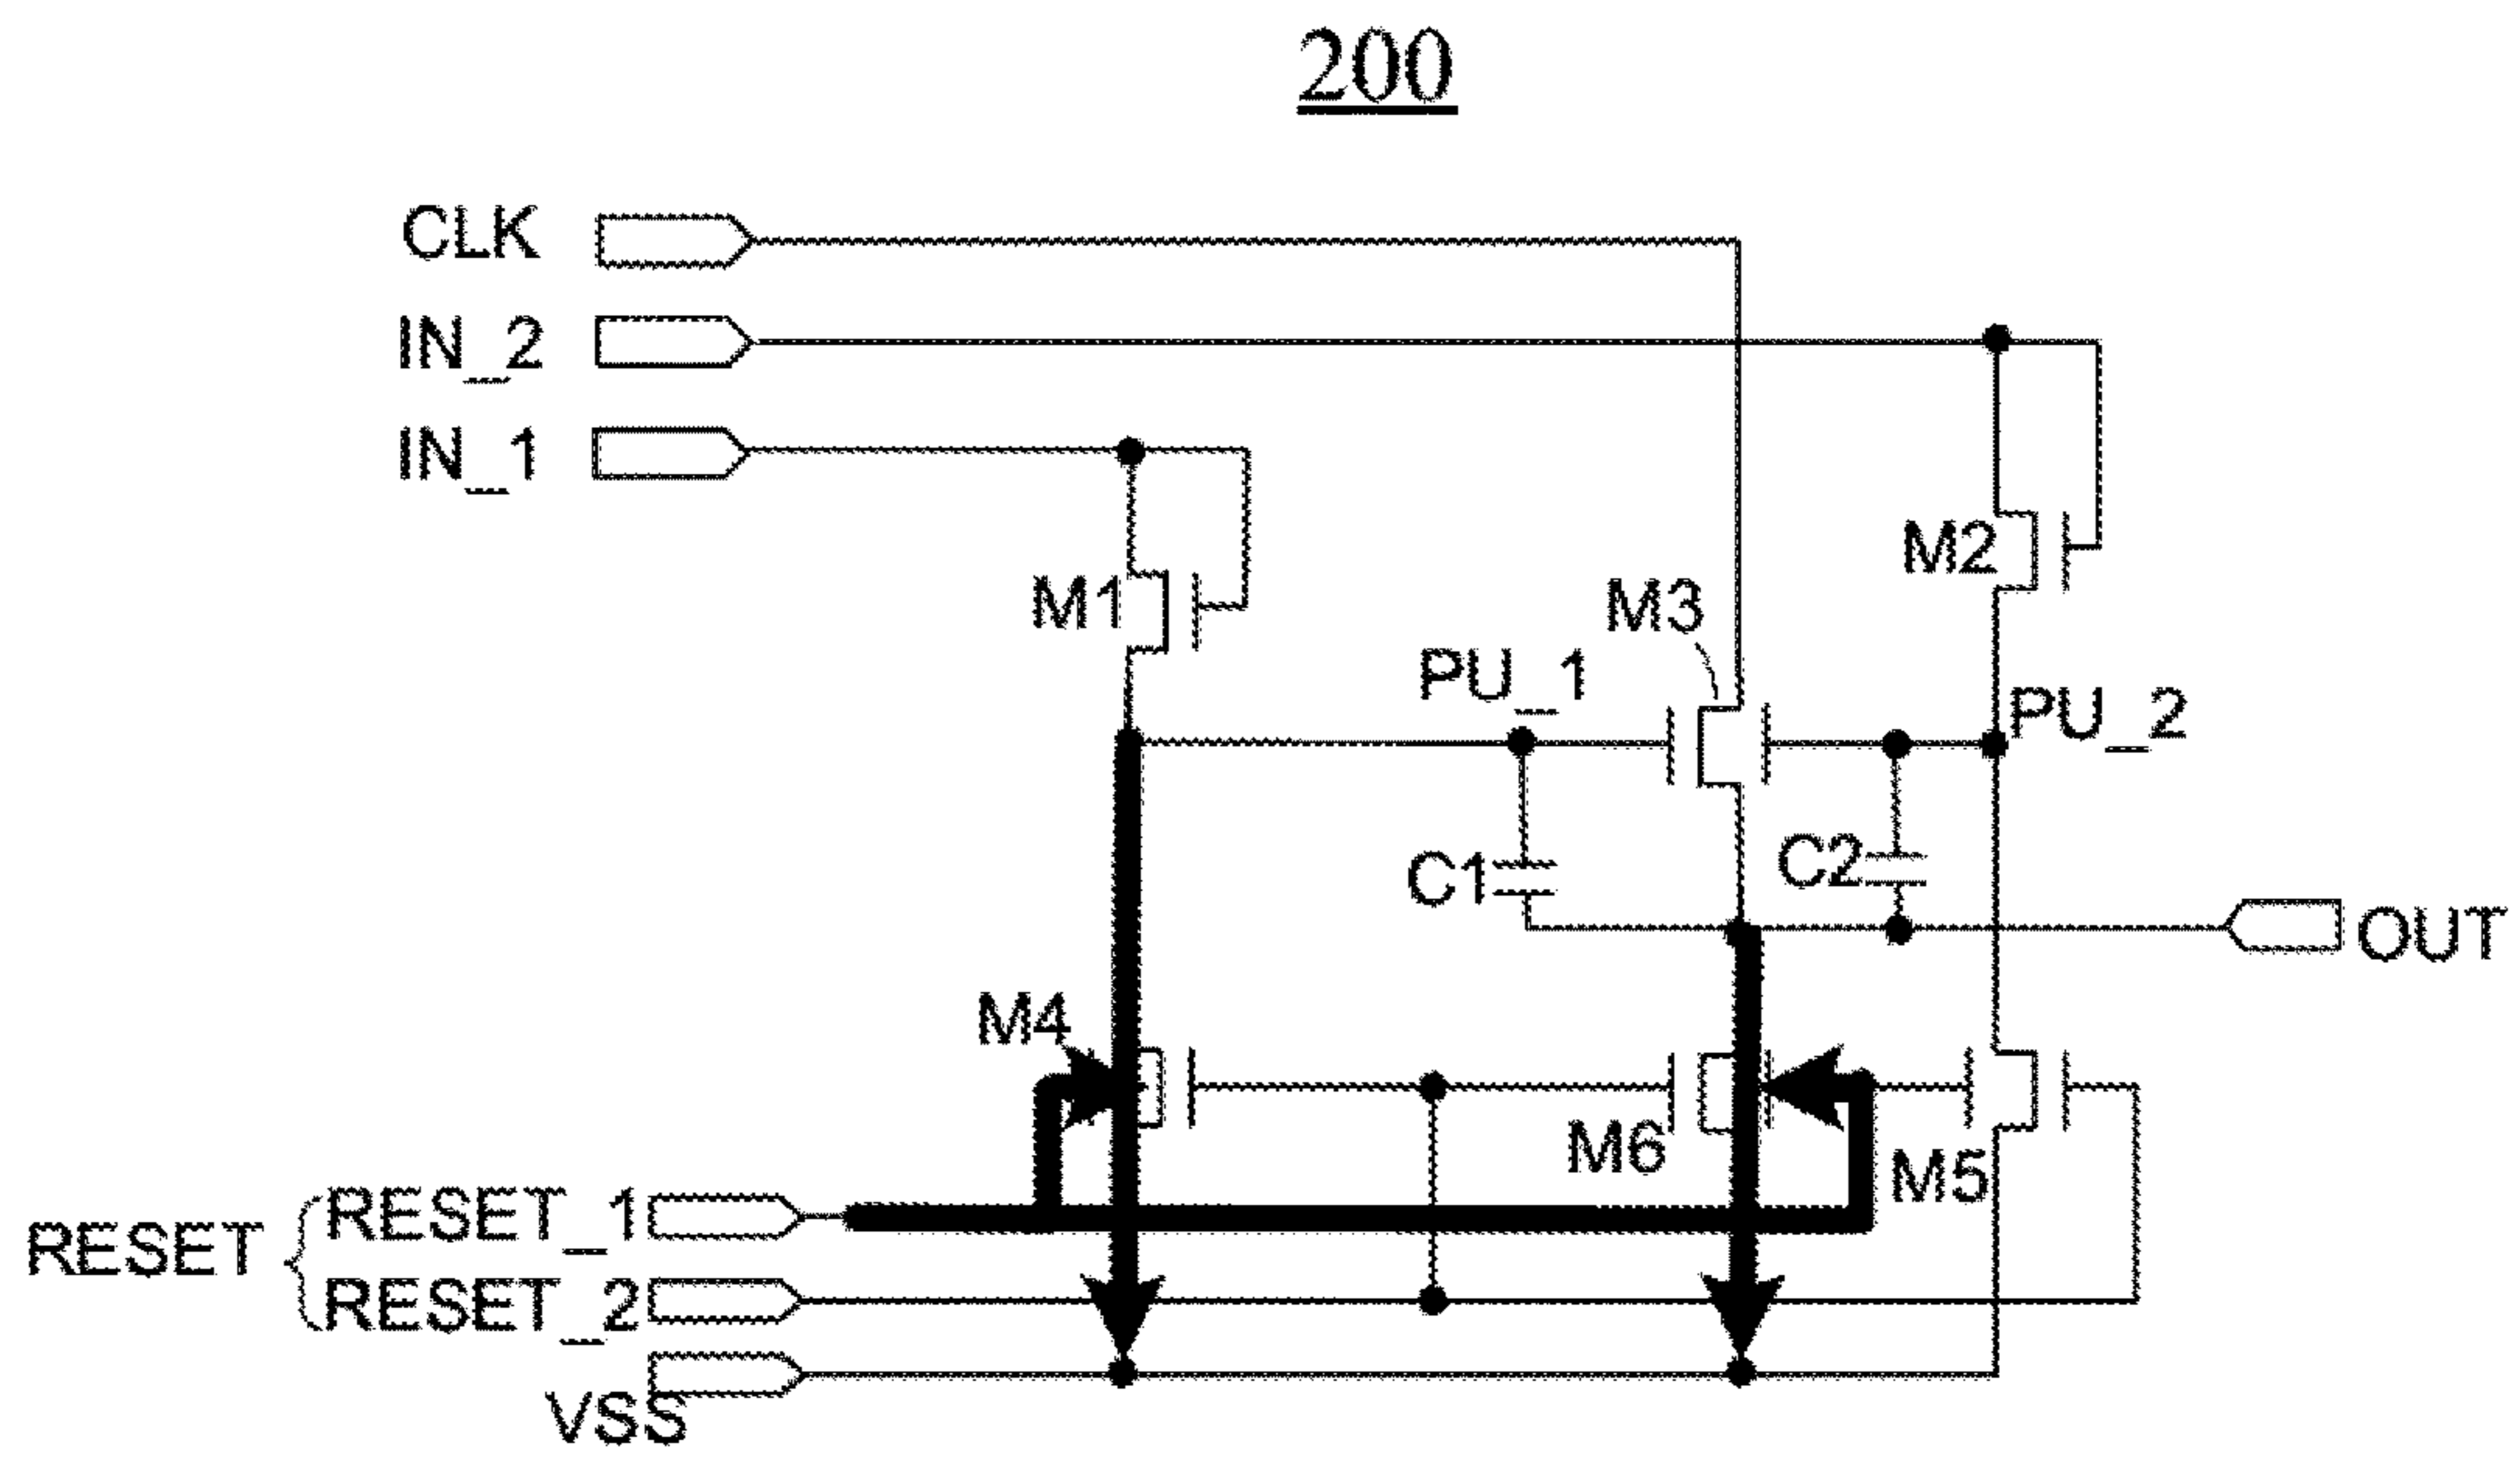 200
CLK
IN_2
IN_1
M2
M1
M3
PU_1
PU_2
C1
C2
OUT
M4
M6
M5
RESET
RESET_1
RESET_2
VSS